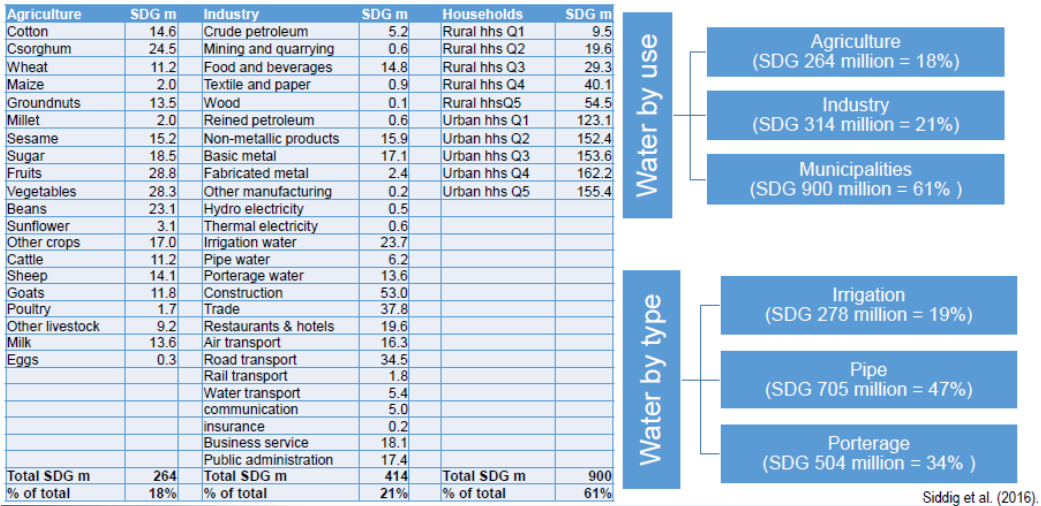 Agriculture SDG m Industry SDG m Households SDG m
Cotton 14.6 Crude petroleum 5.2 Rural hhs Q1 9.5
Csorghum 24.5 Mining and quarrying 0.6 Rural hhs Q2 19.6
Wheat 11.2 Food and beverages 14.8 Rural hhs Q3 29.3
Maize 2.0 Textile and paper 0.9 Rural hhs Q4 40.1
Groundnuts 13.5 Wood 0.1 Rural hhsQ5 54.5
Millet 2.0 Reined petroleum 0.6 Urban hhs Q1 123.1
Sesame 15.2 Non-metallic products 15.9 Urban hhs Q2 152.4
Sugar 18.5 Basic metal 17.1 Urban hhs Q3 153.6
Fruits 28.8 Fabricated metal 2.4 Urban hhs Q4 162.2
Vegetables 28.3 Other manufacturing 0.2 Urban hhs Q5 155.4
Beans 23.1 Hydro electricity 0.5
Sunflower 3.1 Thermal electricity 0.6
Other crops 17.0 Irrigation water 23.7
Cattle 11.2 Pipe water 6.2
Sheep 14.1 Porterage water 13.6
Goats 11.8 Construction 53.0
Poultry 1.7 Trade 37.8
Other livestock 9.2 Restaurants & hotels 19.6
Milk 13.6 Air transport 16.3
Eggs 0.3 Road transport 34.5
Rail transport 1.8
Water transport 5.4
communication 5.0
insurance 0.2
Business service 18.1
Public administration 17.4
Total SDG m 264 Total SDG m 414 Total SDG m 900
% of total 18% % of total 21% % of total 61%
Water by use
Agriculture
(SDG 264 million = 18%)
Industry
(SDG 314 million = 21%)
Municipalities
(SDG 900 million = 61% )
Water by type
Irrigation
(SDG 278 million = 19%)
Pipe
(SDG 705 million = 47%)
Porterage
(SDG 504 million = 34% )
Siddig et al. (2016).